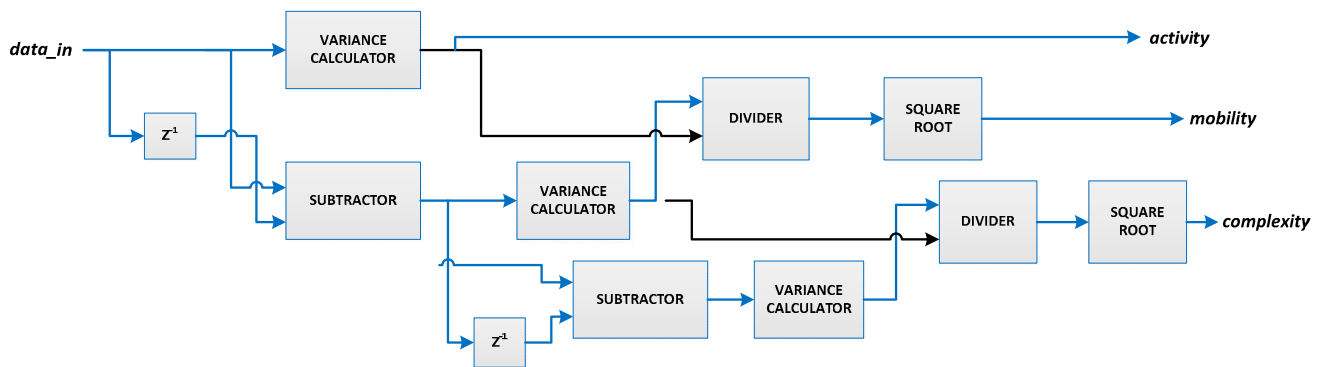 data_in
VARIANCE
CALCULATOR
activity
Z-1
DIVIDER
SQUARE
ROOT
mobility
SUBTRACTOR
VARIANCE
CALCULATOR
DIVIDER
SQUARE
ROOT
complexity
SUBTRACTOR
VARIANCE
CALCULATOR
Z-1